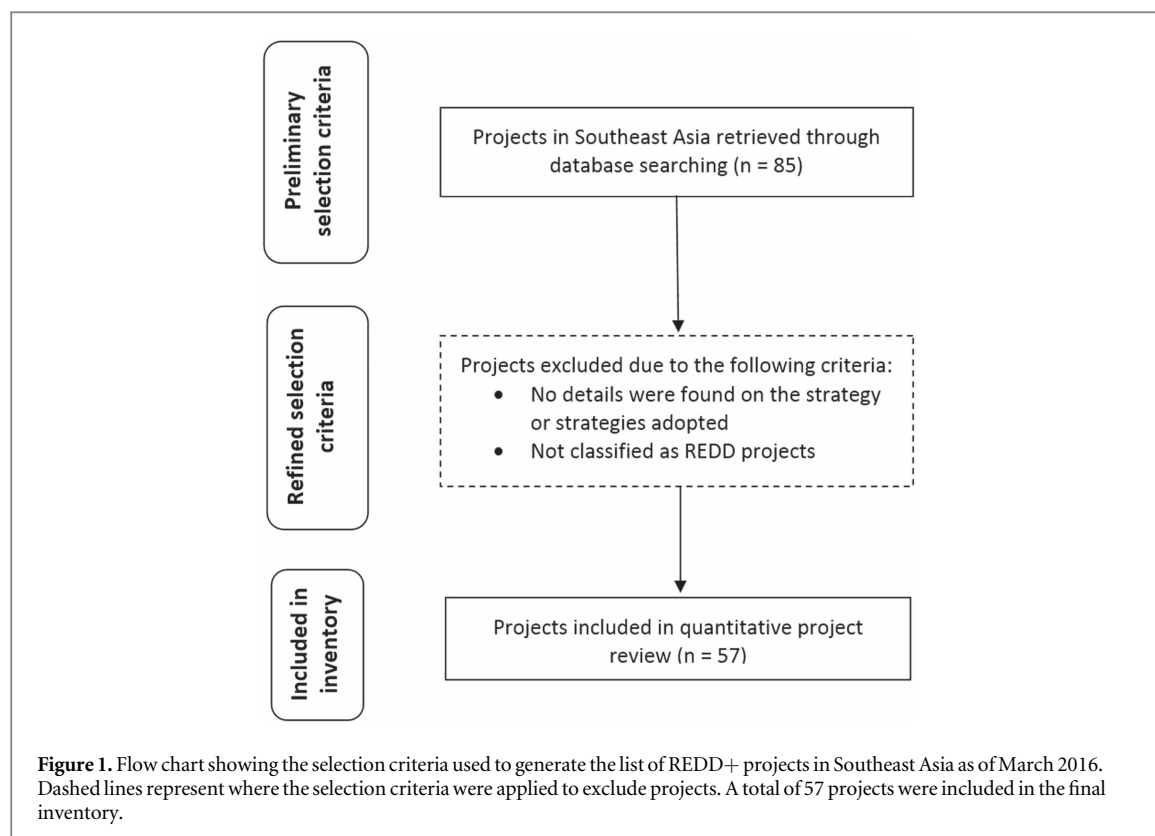 Preliminary
selection criteria
Projects in Southeast Asia retrieved through
database searching (n = 85)
Refined selection
criteria
Projects excluded due to the following criteria:
• No details were found on the strategy
or strategies adopted
• Not classified as REDD projects
Included in
inventory
Projects included in quantitative project
review (n = 57)
Figure 1. Flow chart showing the selection criteria used to generate the list of REDD+ projects in Southeast Asia as of March 2016.
Dashed lines represent where the selection criteria were applied to exclude projects. A total of 57 projects were included in the final
inventory.